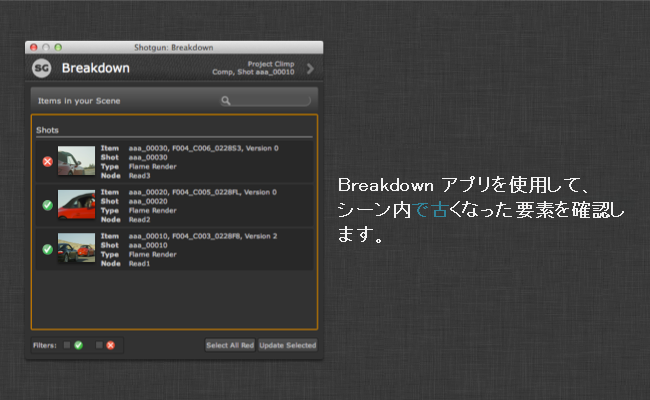 Shotgun: Breakdown
SG Breakdown
Project Climp
Comp, Shot aaa_00010
Items in your Scene
Shots
Item aaa_00030, F004_C006_0228S3, Version 0
Shot aaa_00030
Type Flame Render
Node Read3
Item aaa_00020, F004_C005_0228FL, Version 0
Shot aaa_00020
Type Flame Render
Node Read2
Item aaa_00010, F004_C003_0228F8, Version 2
Shot aaa_00010
Type Flame Render
Node Read1
Filters:
Select All Red
Update Selected
Breakdown アプリを使用して、
シーン内で古くなった要素を確認し
ます。